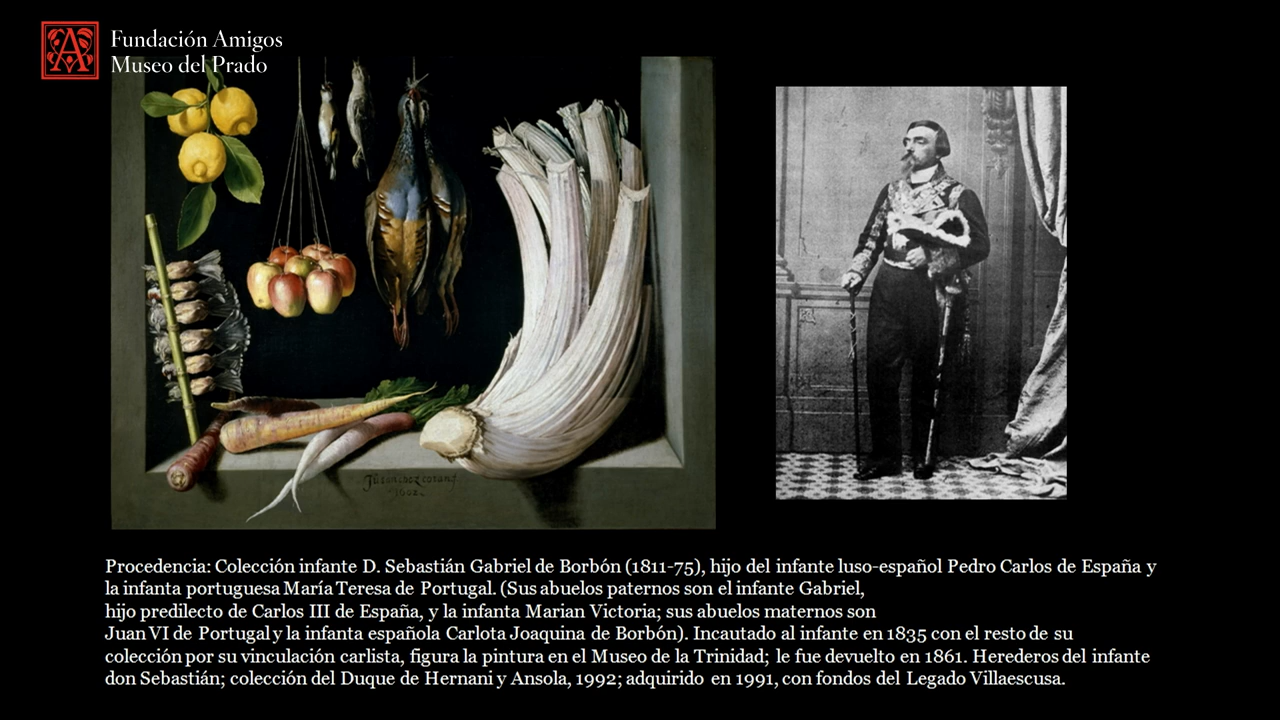 Fundación Amigos
Museo del Prado
Juº sánchez cotan f
1602.
Procedencia: Colección infante D. Sebastián Gabriel de Borbón (1811-75), hijo del infante luso-español Pedro Carlos de España y
la infanta portuguesa María Teresa de Portugal. (Sus abuelos paternos son el infante Gabriel,
hijo predilecto de Carlos III de España, y la infanta Marian Victoria; sus abuelos maternos son
Juan VI de Portugal y la infanta española Carlota Joaquina de Borbón). Incautado al infante en 1835 con el resto de su
colección por su vinculación carlista, figura la pintura en el Museo de la Trinidad; le fue devuelto en 1861. Herederos del infante
don Sebastián; colección del Duque de Hernani y Ansola, 1992; adquirido en 1991, con fondos del Legado Villaescusa.